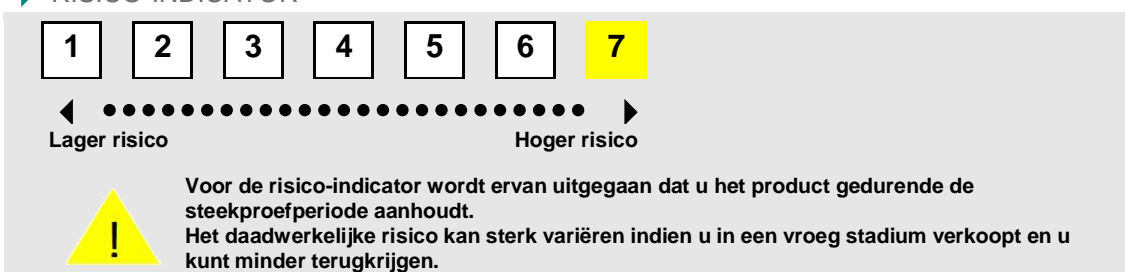 RISICO-INDICATOR
1 2 3 4 5 6 7
Lager risico Hoger risico
Voor de risico-indicator wordt ervan uitgegaan dat u het product gedurende de
steekproefperiode aanhoudt.
Het daadwerkelijke risico kan sterk variëren indien u in een vroeg stadium verkoopt en u
kunt minder terugkrijgen.
!